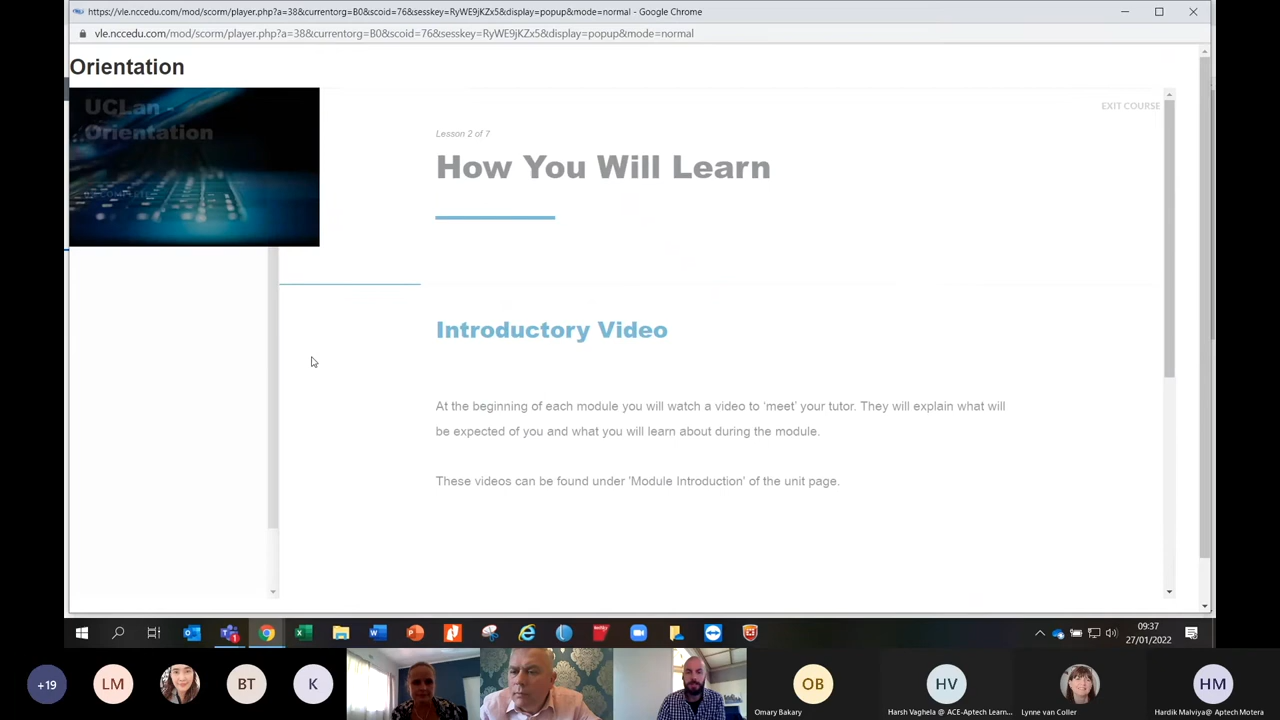 https://vle.nccedu.com/mod/scorm/player.php?a=38&currentorg=B0&scoid=76&sesskey=RyWE9jKZx5&display=popup&mode=normal - Google Chrome
vle.nccedu.com/mod/scorm/player.php?a=38&currentorg=B0&scoid=76&sesskey=RyWE9jKZx5&display=popup&mode=normal
Orientation
UCLan -
Orientation
EXIT COURSE
Lesson 2 of 7
How You Will Learn
Introductory Video
At the beginning of each module you will watch a video to ‘meet’ your tutor. They will explain what will
be expected of you and what you will learn about during the module.
These videos can be found under 'Module Introduction' of the unit page.
09:37
27/01/2022
+19
LM
BT
K
OB
HV
HM
Omary Bakary
Harsh Vaghela @ ACE-Aptech Learn...
Lynne van Coller
Hardik Malviya@ Aptech Motera